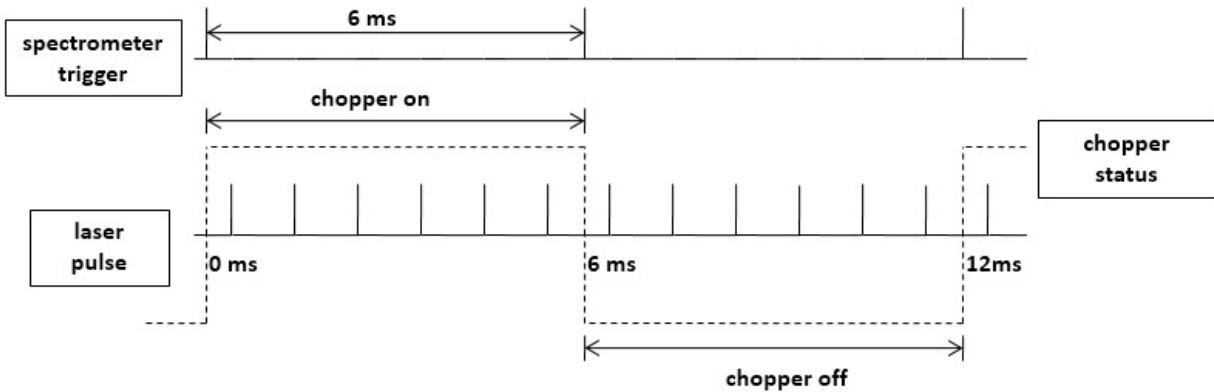 6 ms
spectrometer
trigger
chopper on
chopper
status
laser
pulse
0 ms
6 ms
12ms
chopper off